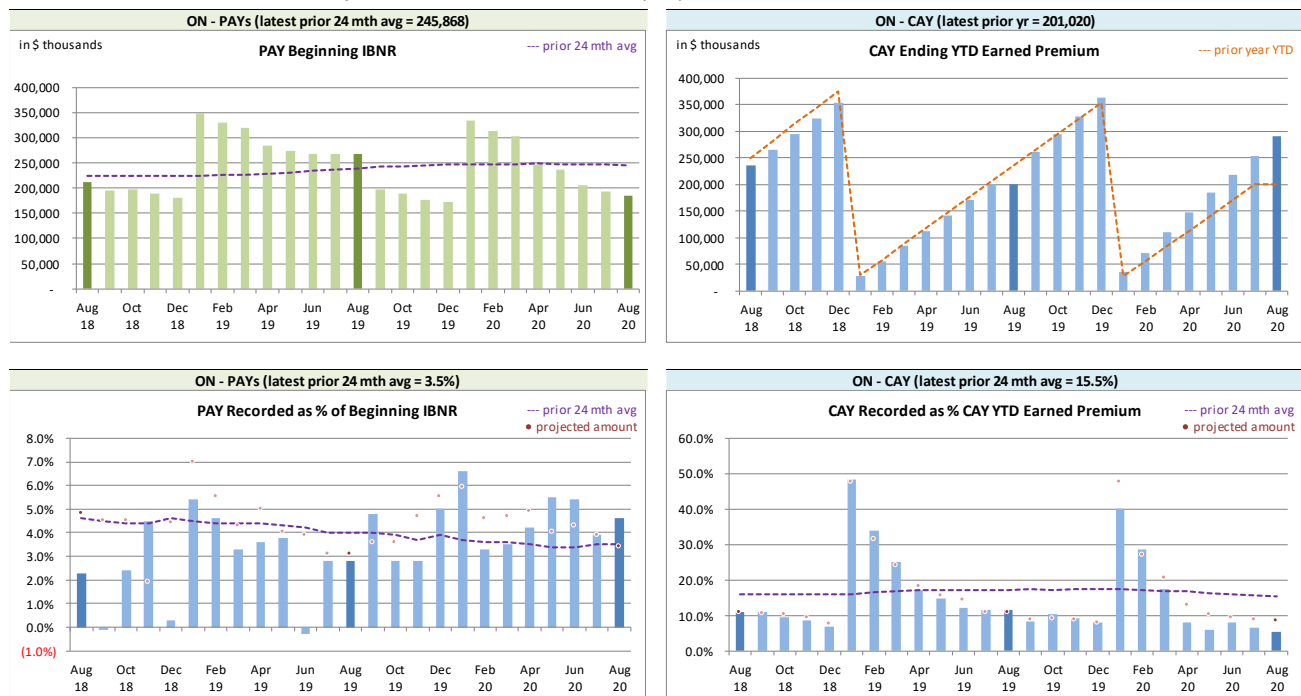 ON - PAYs (latest prior 24 mth avg = 245,868)
in $ thousands
PAY Beginning IBNR
--- prior 24 mth avg
400,000
350,000
300,000
250,000
200,000
150,000
100,000
50,000
-
Aug Oct Dec Feb Apr Jun Aug Oct Dec Feb Apr Jun Aug
18 18 18 19 19 19 19 19 19 20 20 20 20
ON - CAY (latest prior yr = 201,020)
in $ thousands
CAY Ending YTD Earned Premium
--- prior year YTD
400,000
350,000
300,000
250,000
200,000
150,000
100,000
50,000
-
Aug Oct Dec Feb Apr Jun Aug Oct Dec Feb Apr Jun Aug
18 18 18 19 19 19 19 19 19 20 20 20 20
ON - PAYs (latest prior 24 mth avg = 3.5%)
PAY Recorded as % of Beginning IBNR
--- prior 24 mth avg
• projected amount
8.0%
7.0%
6.0%
5.0%
4.0%
3.0%
2.0%
1.0%
0.0%
(1.0%)
Aug Oct Dec Feb Apr Jun Aug Oct Dec Feb Apr Jun Aug
18 18 18 19 19 19 19 19 19 20 20 20 20
ON - CAY (latest prior 24 mth avg = 15.5%)
CAY Recorded as % CAY YTD Earned Premium
--- prior 24 mth avg
• projected amount
60.0%
50.0%
40.0%
30.0%
20.0%
10.0%
0.0%
Aug Oct Dec Feb Apr Jun Aug Oct Dec Feb Apr Jun Aug
18 18 18 19 19 19 19 19 19 20 20 20 20